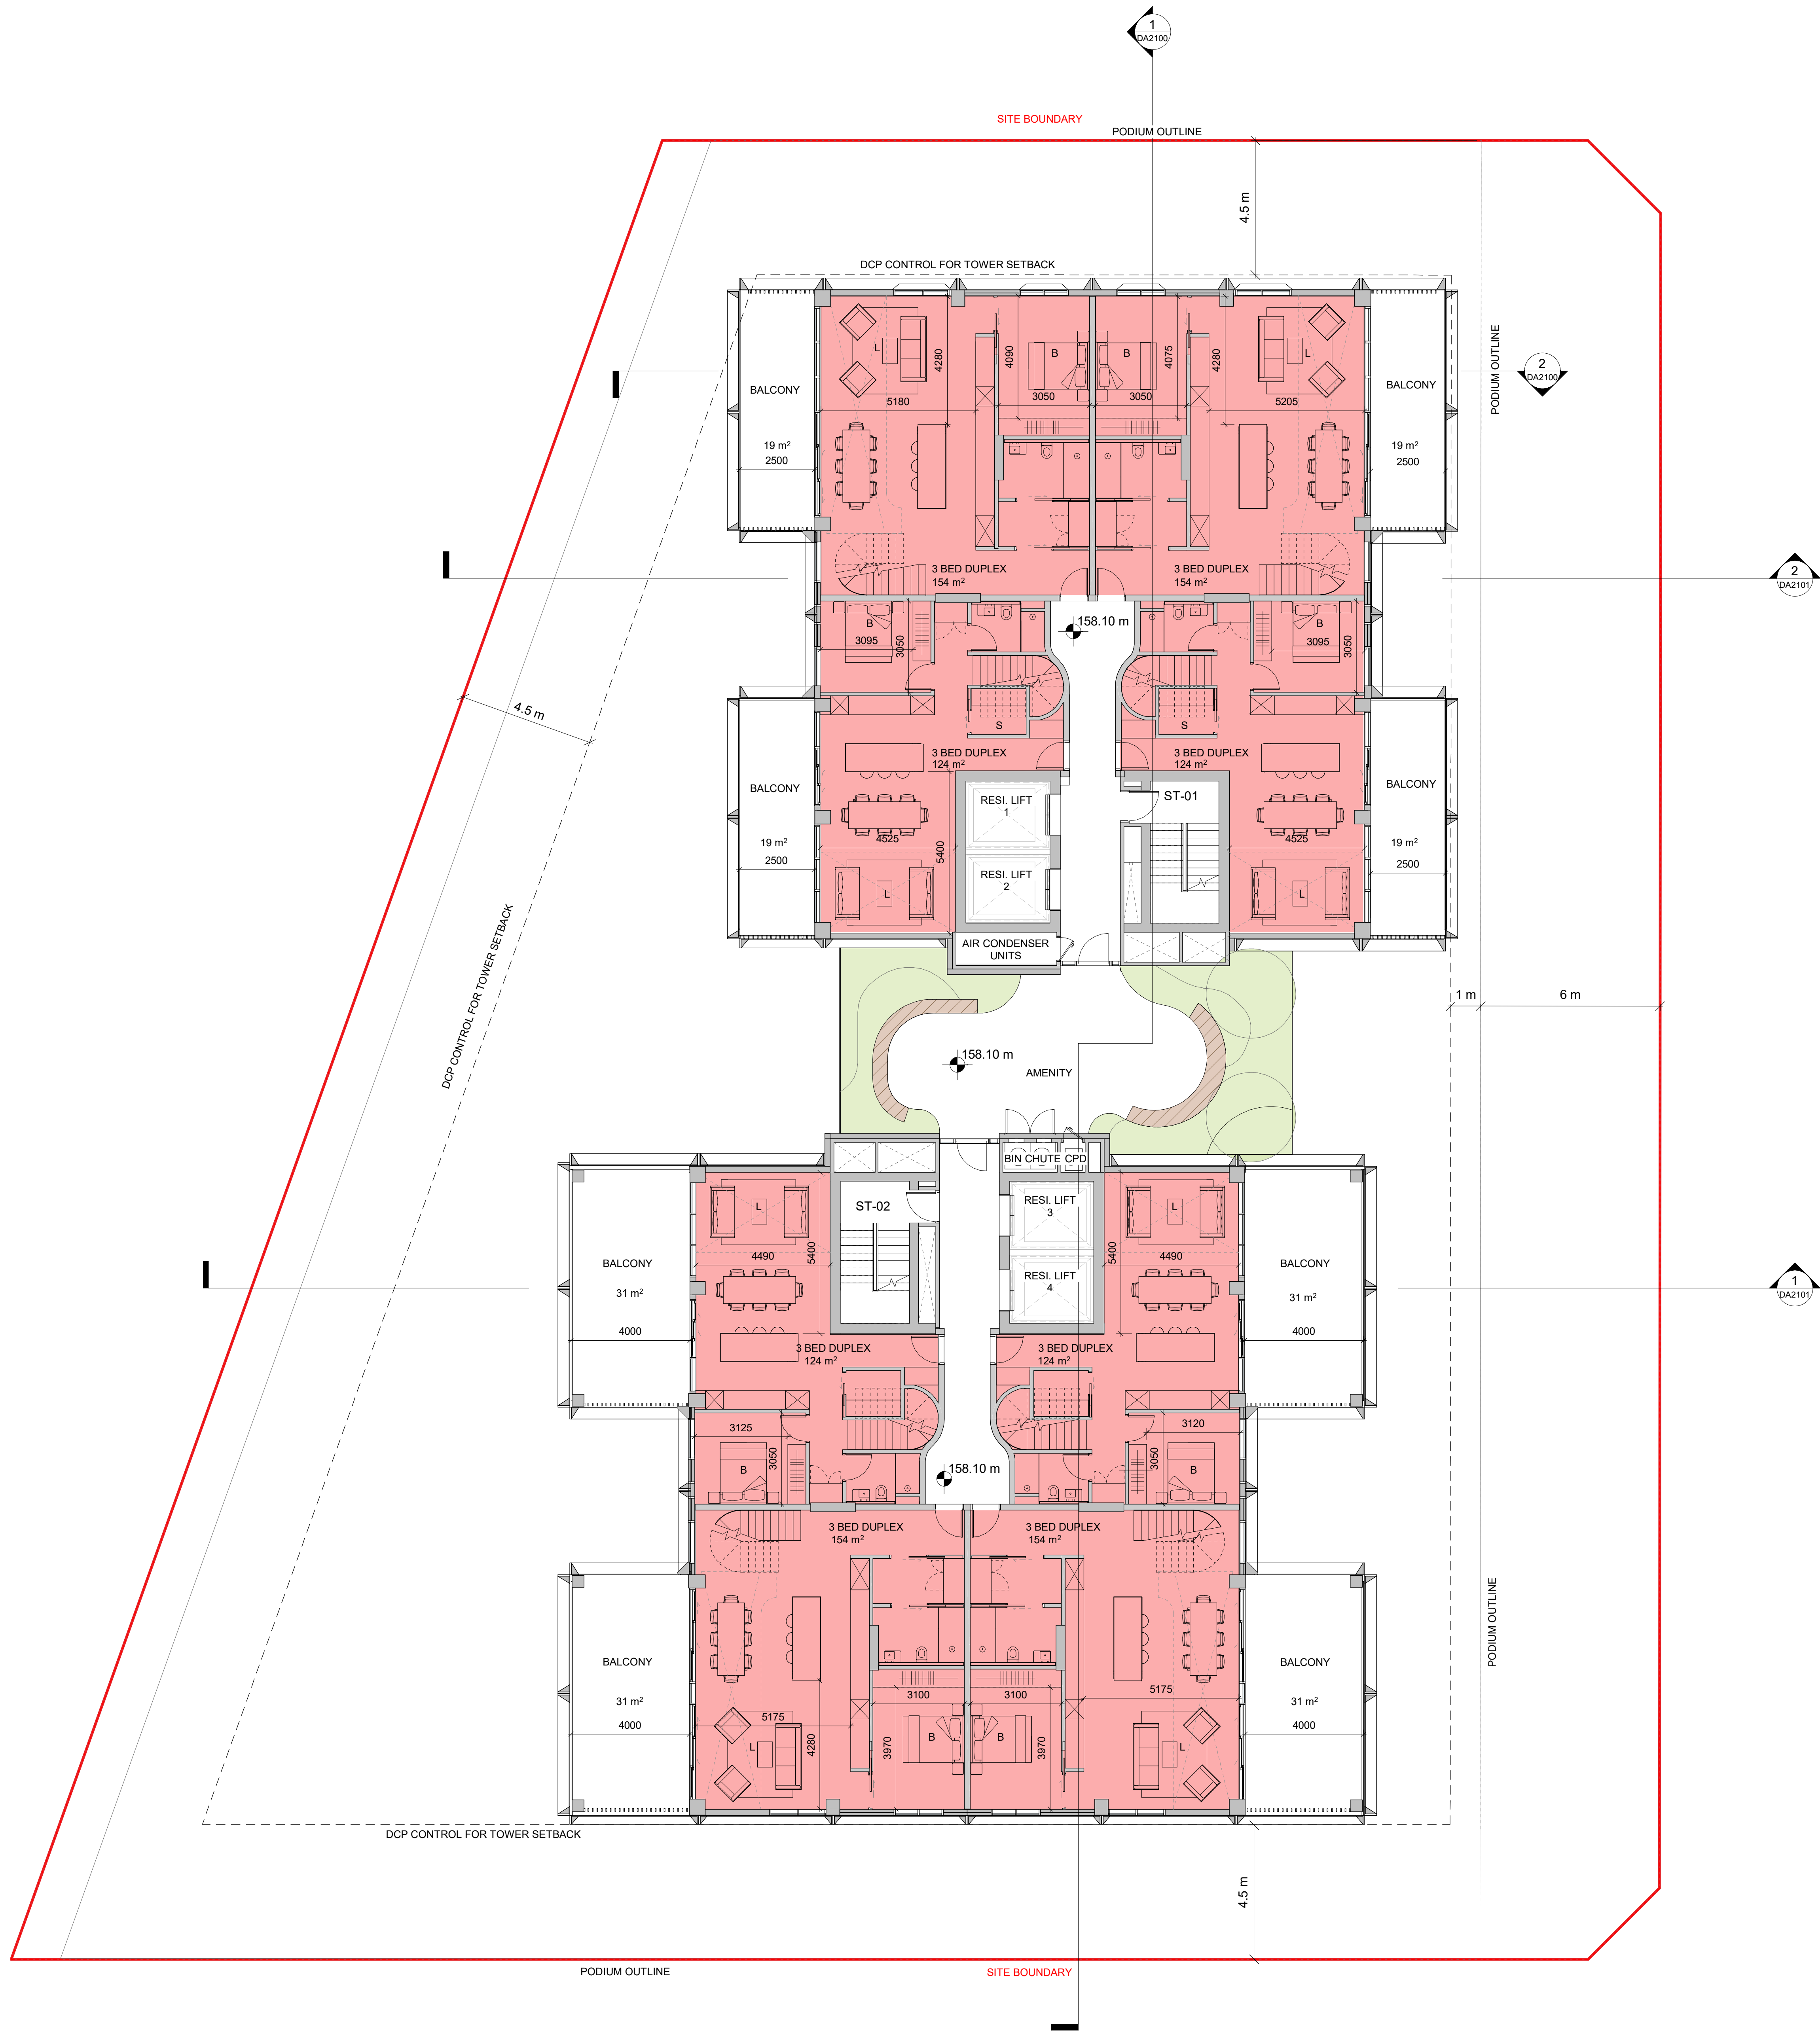 1
DA2100
SITE BOUNDARY
PODIUM OUTLINE
4.5 m
DCP CONTROL FOR TOWER SETBACK
L
4280
4090
B
B
4075
4280
L
PODIUM OUTLINE
2
DA2100
BALCONY
19 m²
2500
5180
3050
3050
5205
BALCONY
19 m²
2500
3 BED DUPLEX
154 m²
3 BED DUPLEX
154 m²
2
DA2101
B
3095
3050
158.10 m
B
3095
3050
4.5 m
S
S
3 BED DUPLEX
124 m²
3 BED DUPLEX
124 m²
BALCONY
19 m²
2500
RESI. LIFT
1
ST-01
BALCONY
19 m²
2500
4525
5400
RESI. LIFT
2
4525
L
L
AIR CONDENSER
UNITS
DCP CONTROL FOR TOWER SETBACK
1 m
6 m
158.10 m
AMENITY
BIN CHUTE
CPD
L
ST-02
RESI. LIFT
3
L
BALCONY
31 m²
4000
4490
5400
RESI. LIFT
4
5400
4490
BALCONY
31 m²
4000
1
DA2101
3 BED DUPLEX
124 m²
3 BED DUPLEX
124 m²
3125
3050
B
3120
3050
B
158.10 m
3 BED DUPLEX
154 m²
3 BED DUPLEX
154 m²
PODIUM OUTLINE
BALCONY
31 m²
4000
3100
3100
5175
5175
BALCONY
31 m²
4000
L
4280
3970
B
B
3970
L
DCP CONTROL FOR TOWER SETBACK
4.5 m
PODIUM OUTLINE
SITE BOUNDARY